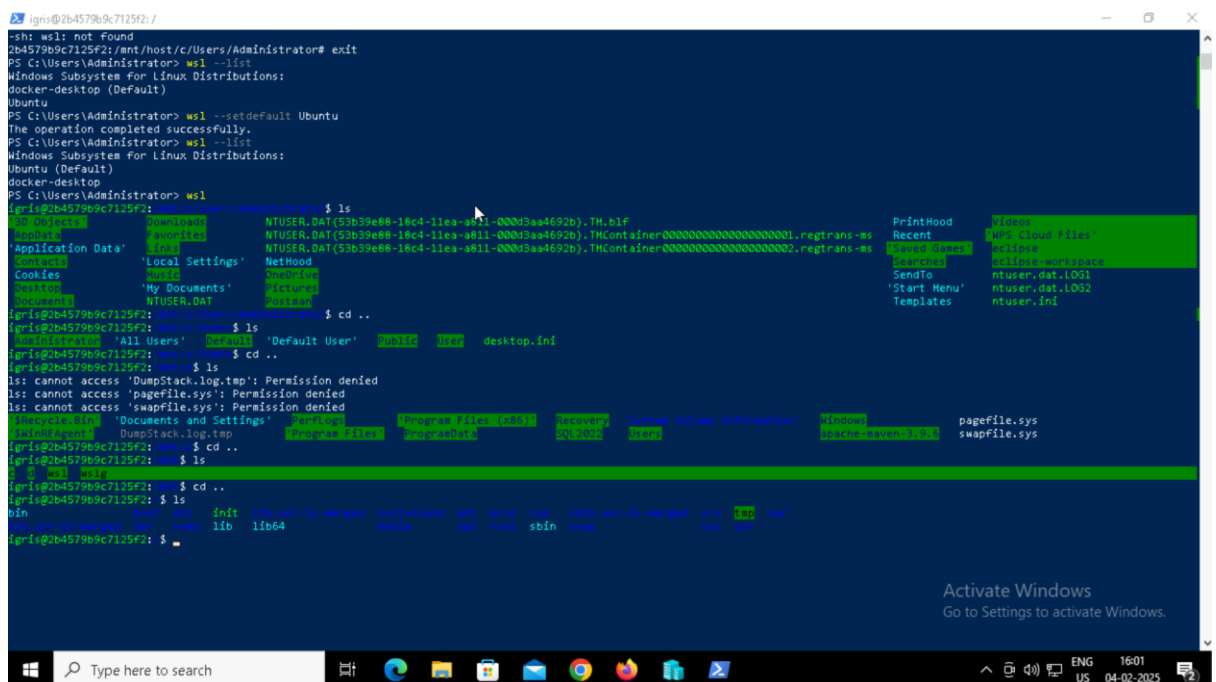 igris@2b4579b9c7125f2: /
-sh: wsl: not found
2b4579b9c7125f2:/mnt/host/c/Users/Administrator# exit
PS C:\Users\Administrator> wsl --list
Windows Subsystem for Linux Distributions:
docker-desktop (Default)
Ubuntu
PS C:\Users\Administrator> wsl --setdefault Ubuntu
The operation completed successfully.
PS C:\Users\Administrator> wsl --list
Windows Subsystem for Linux Distributions:
Ubuntu (Default)
docker-desktop
PS C:\Users\Administrator> wsl
igris@2b4579b9c7125f2: $ ls
'3D Objects' Downloads NTUSER.DAT{53b39e88-18c4-11ea-a811-000d3aa4692b}.TM.blf PrintHood Videos
AppData Favorites NTUSER.DAT{53b39e88-18c4-11ea-a811-000d3aa4692b}.TMContainer00000000000000000001.regtrans-ms Recent 'WPS Cloud Files'
'Application Data' Links NTUSER.DAT{53b39e88-18c4-11ea-a811-000d3aa4692b}.TMContainer00000000000000000002.regtrans-ms 'Saved Games' eclipse
Contacts 'Local Settings' NetHood Searches eclipse-workspace
Cookies Music OneDrive SendTo ntuser.dat.LOG1
Desktop 'My Documents' Pictures 'Start Menu' ntuser.dat.LOG2
Documents NTUSER.DAT Postman Templates ntuser.ini
igris@2b4579b9c7125f2: $ cd ..
igris@2b4579b9c7125f2: $ ls
Administrator 'All Users' Default 'Default User' Public User desktop.ini
igris@2b4579b9c7125f2: $ cd ..
igris@2b4579b9c7125f2: $ ls
ls: cannot access 'DumpStack.log.tmp': Permission denied
ls: cannot access 'pagefile.sys': Permission denied
ls: cannot access 'swapfile.sys': Permission denied
'$Recycle.Bin' 'Documents and Settings' PerfLogs 'Program Files (x86)' Recovery 'System Volume Information' Windows pagefile.sys
'$WinREAgent' DumpStack.log.tmp 'Program Files' ProgramData SQL2022 Users apache-maven-3.9.6 swapfile.sys
igris@2b4579b9c7125f2: $ cd ..
igris@2b4579b9c7125f2: $ ls
c d wsl wslg
igris@2b4579b9c7125f2: $ cd ..
igris@2b4579b9c7125f2: $ ls
bin init tmp
lib lib64 sbin
igris@2b4579b9c7125f2: $
Activate Windows
Go to Settings to activate Windows.
Type here to search
ENG
US
16:01
04-02-2025
2